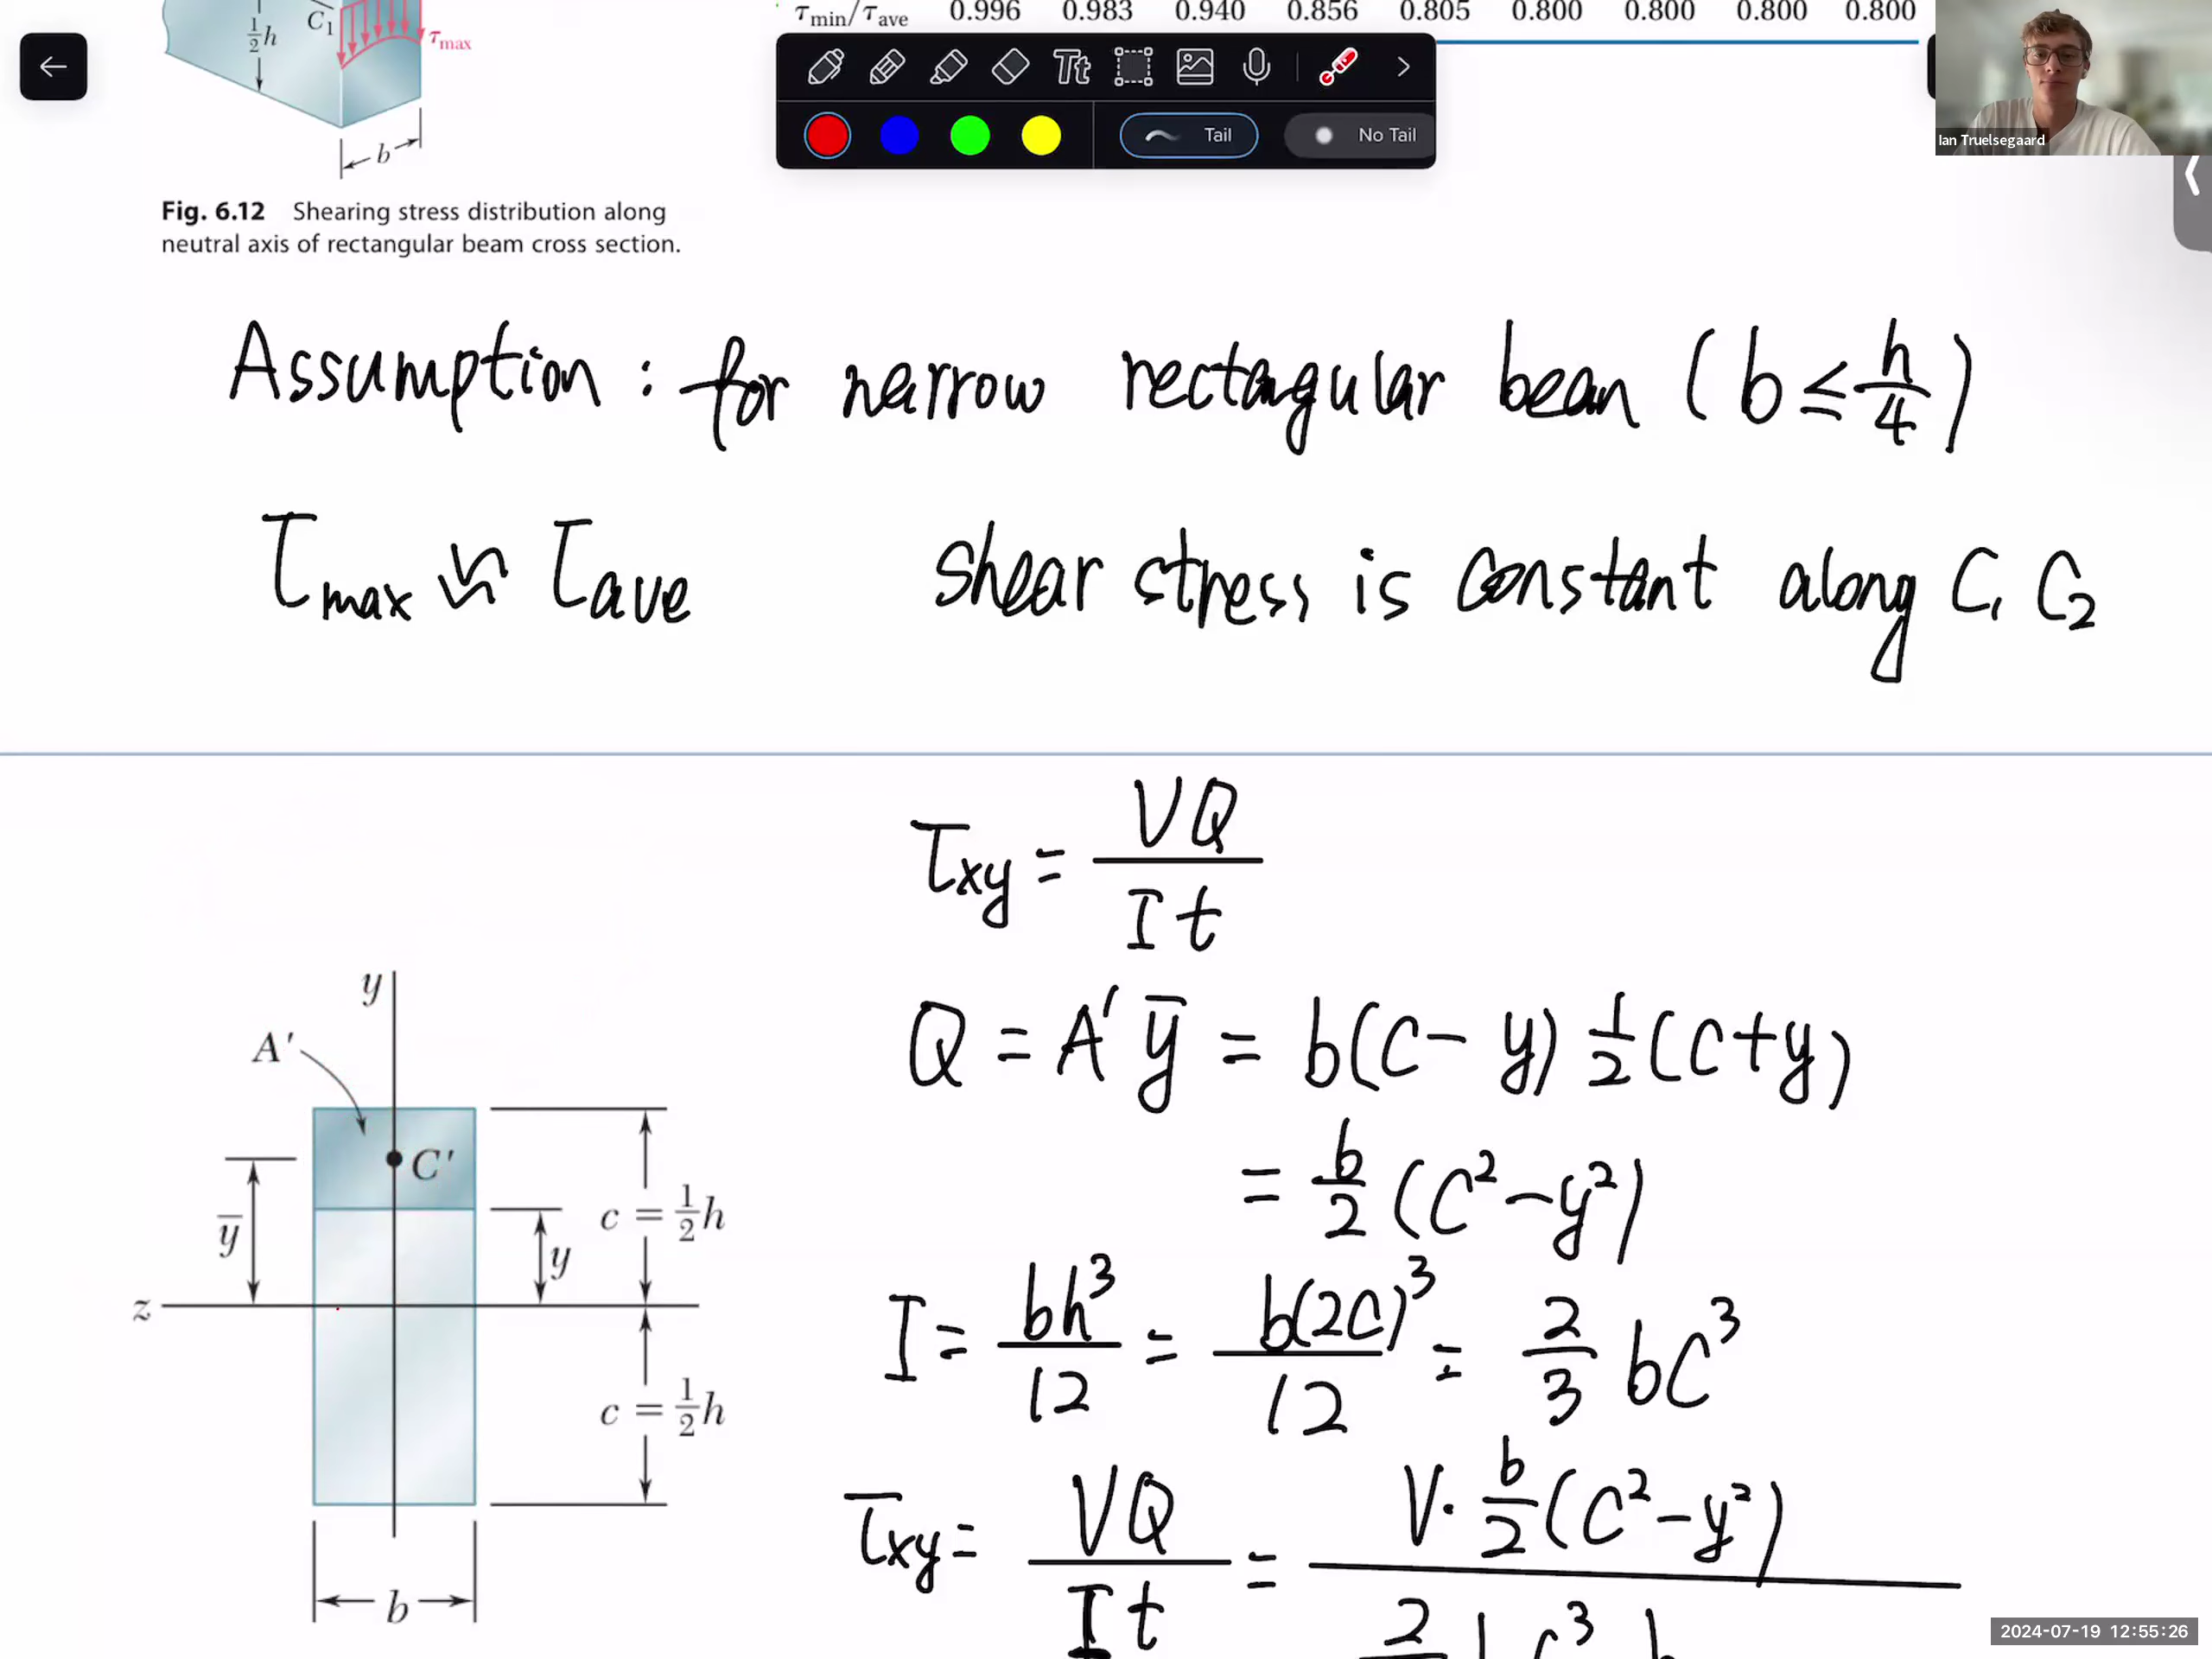 ½h C₁ τmax
b
τmin/τave 0.996 0.983 0.940 0.856 0.805 0.800 0.800 0.800 0.800
Tt
Tail No Tail
Ian Truelsegaard
Fig. 6.12 Shearing stress distribution along
neutral axis of rectangular beam cross section.
Assumption : for narrow rectangular bean (b ≤ h/4)
τmax ≈ τave shear stress is constant along C₁ C₂
τxy = VQ / It
Q = A' ȳ = b(C - y) ½ (C + y)
= b/2 (C² - y²)
I = bh³/12 = b(2C)³/12 = 2/3 bC³
τxy = VQ / It = V · b/2 (C² - y²)
y
A'
C'
ȳ
c = ½h
y
z
c = ½h
b
2024-07-19 12:55:26